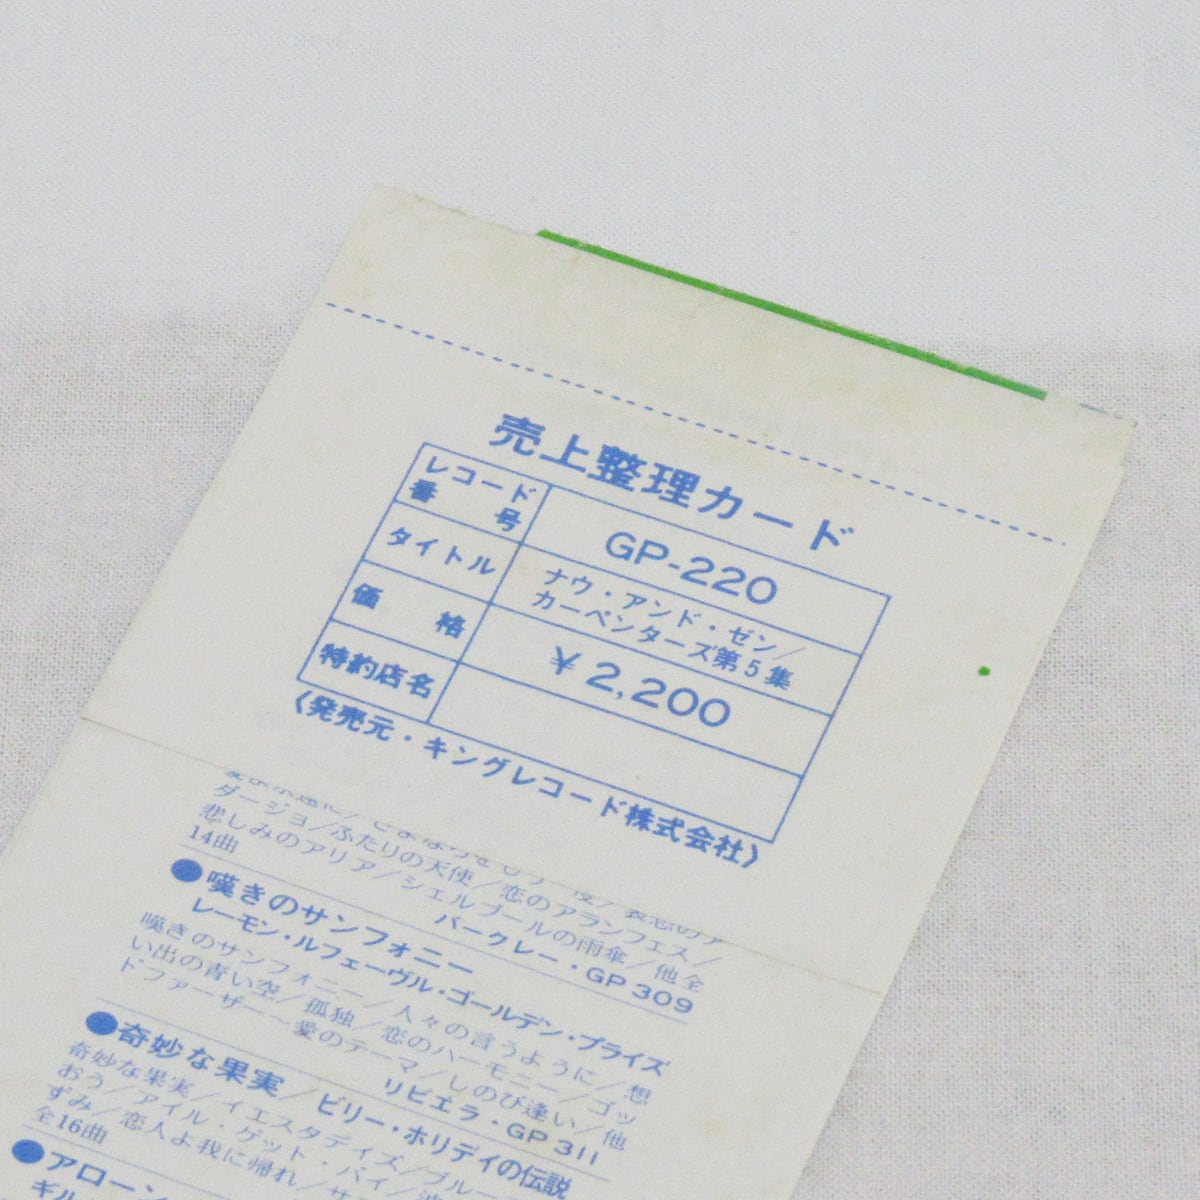 売上整理カード
レコード番号
GP-220
タイトル
ナウ・アンド・ゼン／
カーペンターズ第5集
価格
￥2,200
特約店名
〈発売元・キングレコード株式会社〉
ダージョ／ふたりの天使／恋のアランフェス／
悲しみのアリア／シェルブールの雨傘／他全
14曲
バークレー・GP 309
●嘆きのサンフォニー
レーモン・ルフェーヴル・ゴールデン・プライズ
嘆きのサンフォニー／人々の言うように／想
い出の青い空／孤独／恋のハーモニー／ゴッ
ドファーザー～愛のテーマ／しのび逢い／他
リビエラ・GP 311
●奇妙な果実／ビリー・ホリデイの伝説
奇妙な果実／イエスタデイズ／ブルー
おう／アイル・ゲット・バイ／
ずみ／恋人よ我に帰れ／
全16曲
●アローン
ギル